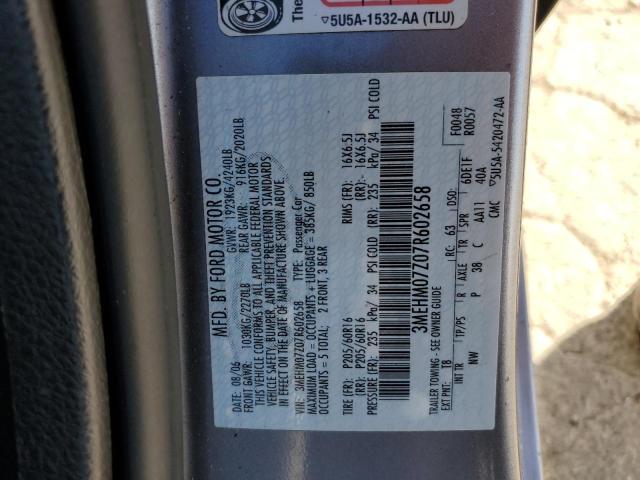 The
▽5U5A-1532-AA (TLU)
MFD. BY FORD MOTOR CO.
DATE: 08/06 GVWR: 1923KG/4240LB
FRONT GAWR: 1030KG/2270LB REAR GAWR: 916KG/2020LB
THIS VEHICLE CONFORMS TO ALL APPLICABLE FEDERAL MOTOR
VEHICLE SAFETY, BUMPER, AND THEFT PREVENTION STANDARDS
IN EFFECT ON THE DATE OF MANUFACTURE SHOWN ABOVE.
VIN: 3MEHM07Z07R602658 TYPE: Passenger Car
MAXIMUM LOAD = OCCUPANTS + LUGGAGE = 385KG/ 850LB
OCCUPANTS = 5 TOTAL; 2 FRONT, 3 REAR
TIRE (FR): P205/60R16 RIMS (FR): 16X6.5J
(RR): P205/60R16 (RR): 16X6.5J
PRESSURE (FR): 235 kPa/ 34 PSI COLD (RR): 235 kPa/ 34 PSI COLD
3MEHM07Z07R602658
F0048
R0057
TRAILER TOWING - SEE OWNER GUIDE
EXT PNT: T8 RC: 63 DSO: 6DE1F
INT TR TP/PS R AXLE TR SPR 40A
NW P 38 C AA11
CMC ▽5U5A-5420472-AA